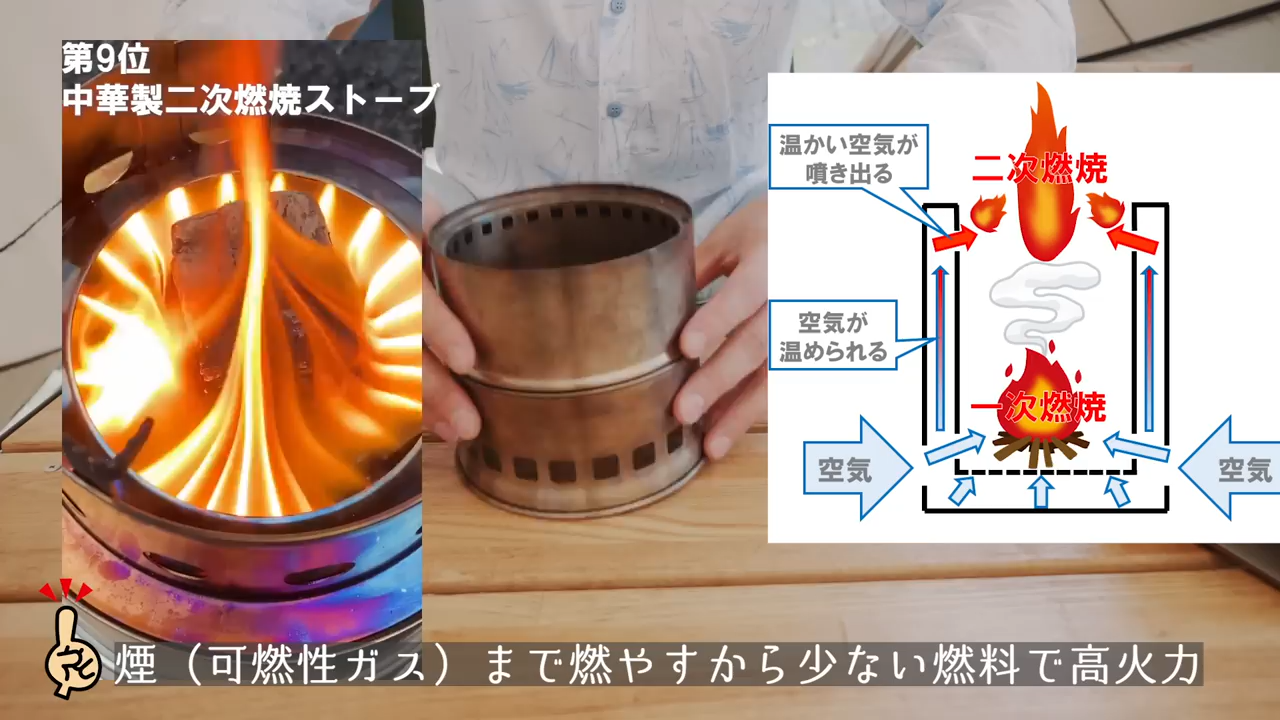 第9位
中華製二次燃焼ストーブ
温かい空気が
噴き出る
二次燃焼
空気が
温められる
一次燃焼
空気
空気
煙（可燃性ガス）まで燃やすから少ない燃料で高火力